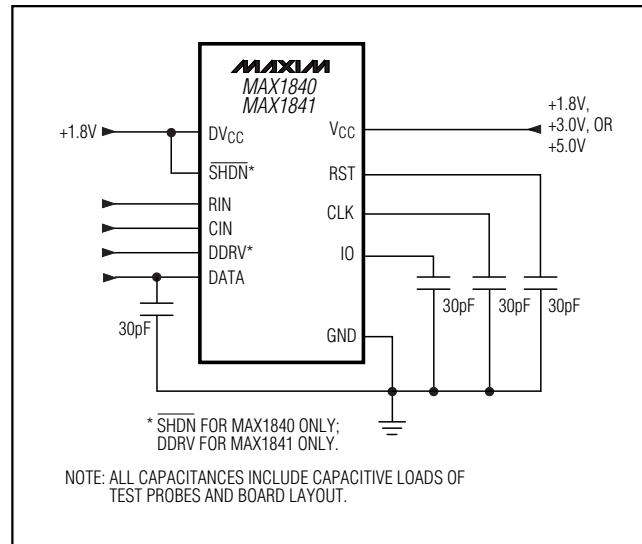 MAXIM
MAX1840
MAX1841
+1.8V
DVCC
SHDN*
RIN
CIN
DDRV*
DATA
VCC
RST
CLK
IO
GND
+1.8V,
+3.0V, OR
+5.0V
30pF
30pF
30pF
30pF
* SHDN FOR MAX1840 ONLY;
DDRV FOR MAX1841 ONLY.
NOTE: ALL CAPACITANCES INCLUDE CAPACITIVE LOADS OF
TEST PROBES AND BOARD LAYOUT.